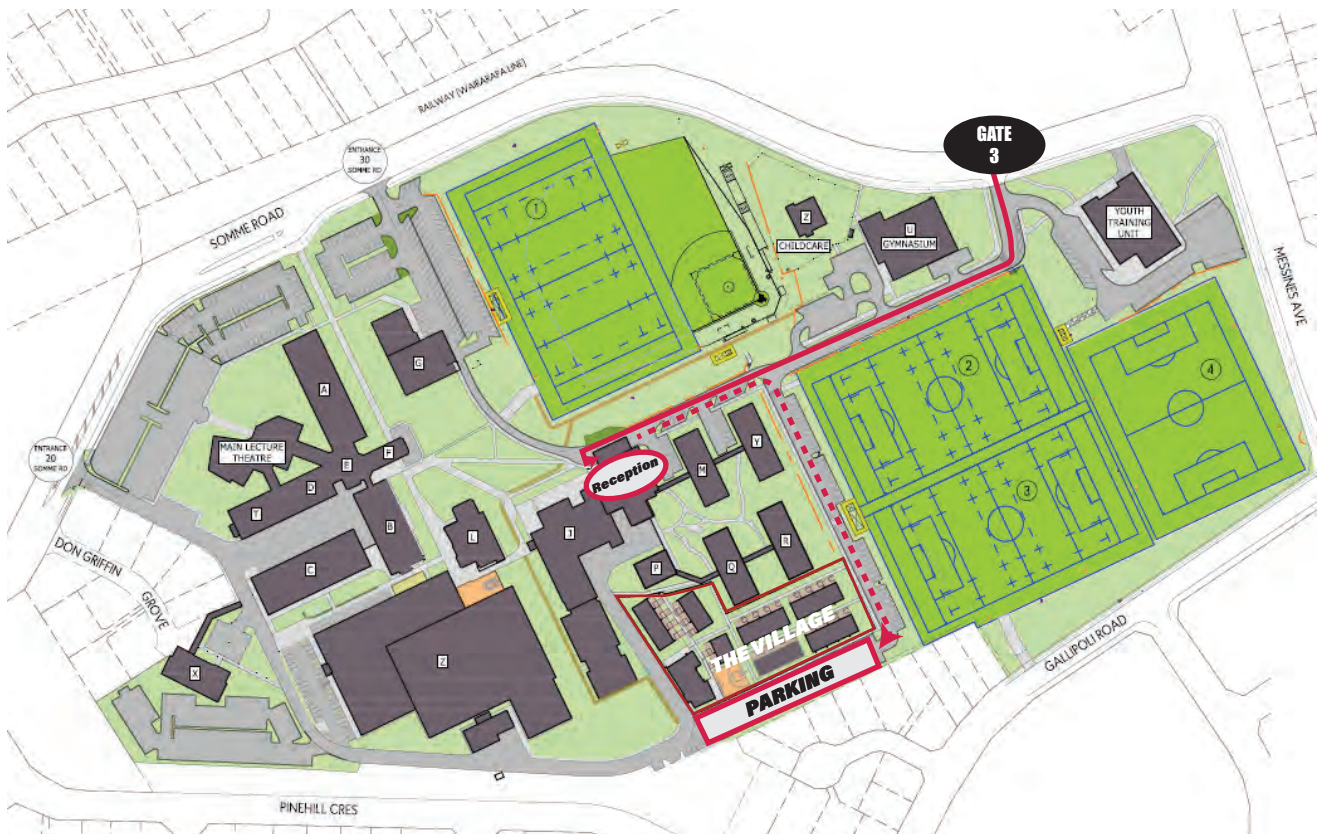 RAILWAY (WAIRARAPA LINE)
GATE
3
ENTRANCE
30
SOMME RD
SOMME ROAD
1
Z
CHILDCARE
U
GYMNASIUM
YOUTH
TRAINING
UNIT
MESSINES AVE
G
A
2
4
MAIN LECTURE
THEATRE
F
E
D
T
ENTRANCE
20
SOMME RD
Reception
M
Y
3
B
L
J
R
P
Q
C
DON GRIFFIN
GROVE
X
Z
THE VILLAGE
PARKING
GALLIPOLI ROAD
PINEHILL CRES